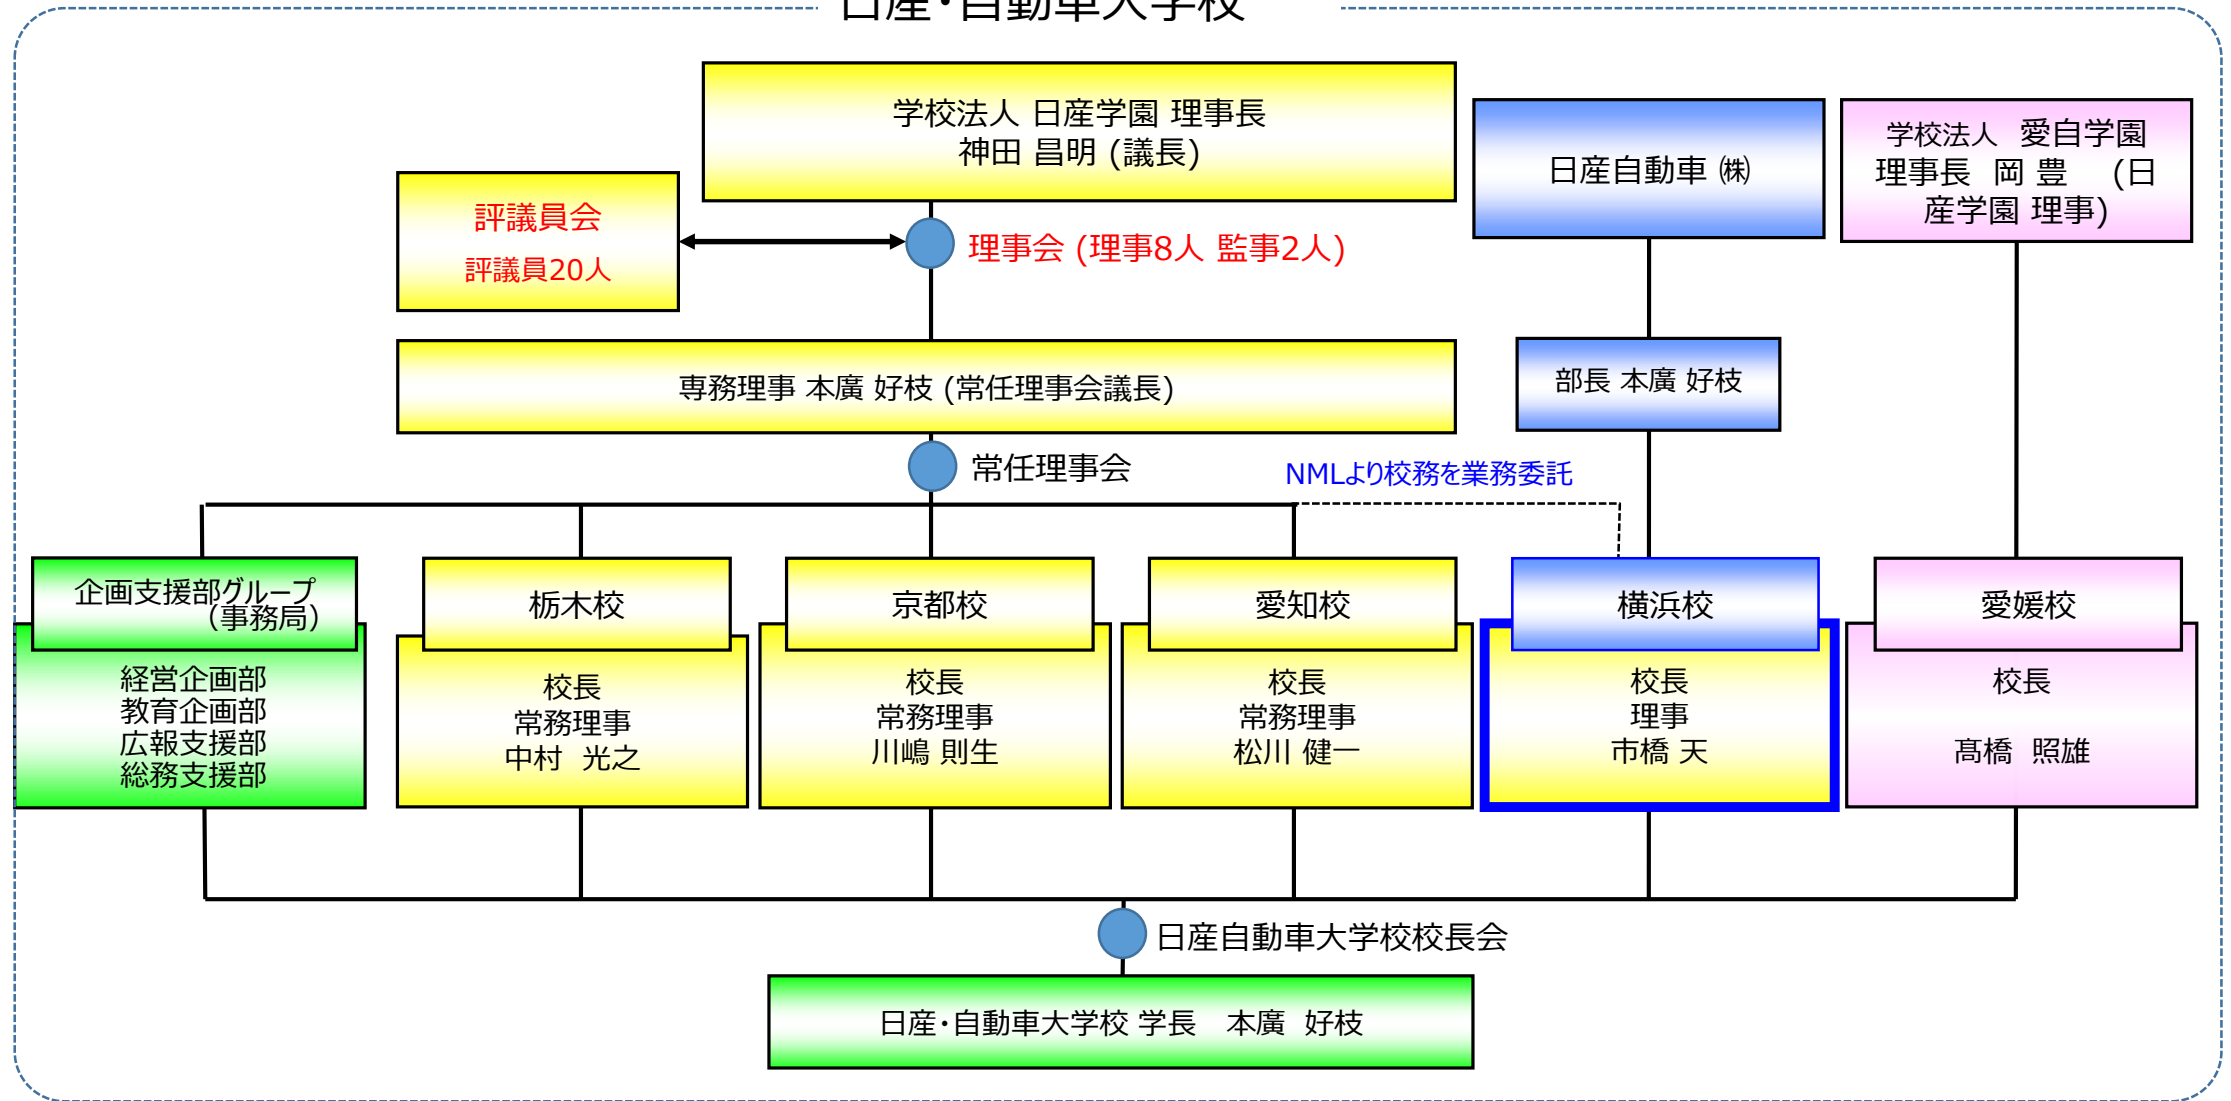 日産・自動車大学校
学校法人 日産学園 理事長
神田 昌明 (議長)
日産自動車 ㈱
学校法人 愛自学園
理事長 岡 豊 (日
産学園 理事)
評議員会
評議員20人
理事会 (理事8人 監事2人)
専務理事 本廣 好枝 (常任理事会議長)
部長 本廣 好枝
常任理事会
NMLより校務を業務委託
企画支援部グループ
(事務局)
経営企画部
教育企画部
広報支援部
総務支援部
栃木校
校長
常務理事
中村 光之
京都校
校長
常務理事
川嶋 則生
愛知校
校長
常務理事
松川 健一
横浜校
校長
理事
市橋 天
愛媛校
校長
髙橋 照雄
日産自動車大学校校長会
日産・自動車大学校 学長 本廣 好枝